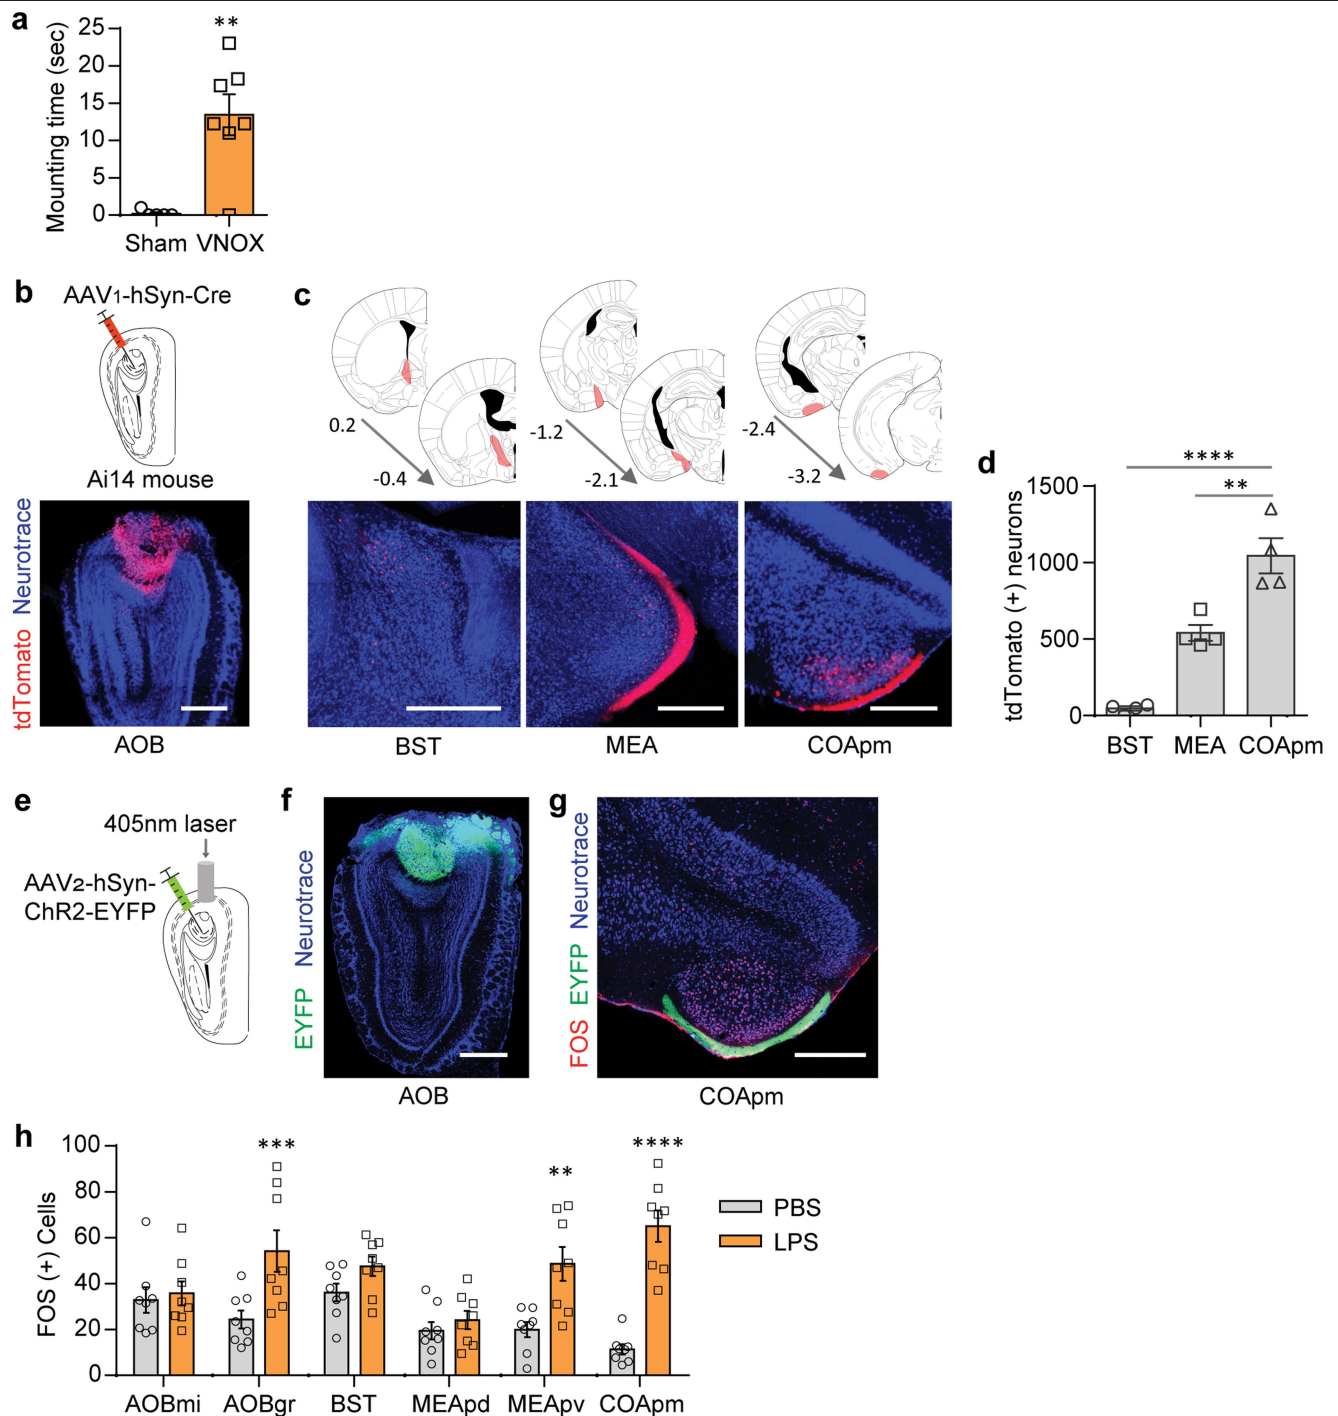 a
Mounting time (sec)
25
20
15
10
5
0
**
Sham VNOX
b
AAV1-hSyn-Cre
Ai14 mouse
tdTomato Neurotrace
AOB
c
0.2
-0.4
-1.2
-2.1
-2.4
-3.2
BST
MEA
COApm
d
tdTomato (+) neurons
1500
1000
500
0
****
**
BST MEA COApm
e
405nm laser
AAV2-hSyn-
ChR2-EYFP
f
EYFP Neurotrace
AOB
g
FOS EYFP Neurotrace
COApm
h
FOS (+) Cells
100
80
60
40
20
0
***
**
****
PBS
LPS
AOBmi AOBgr BST MEApd MEApv COApm